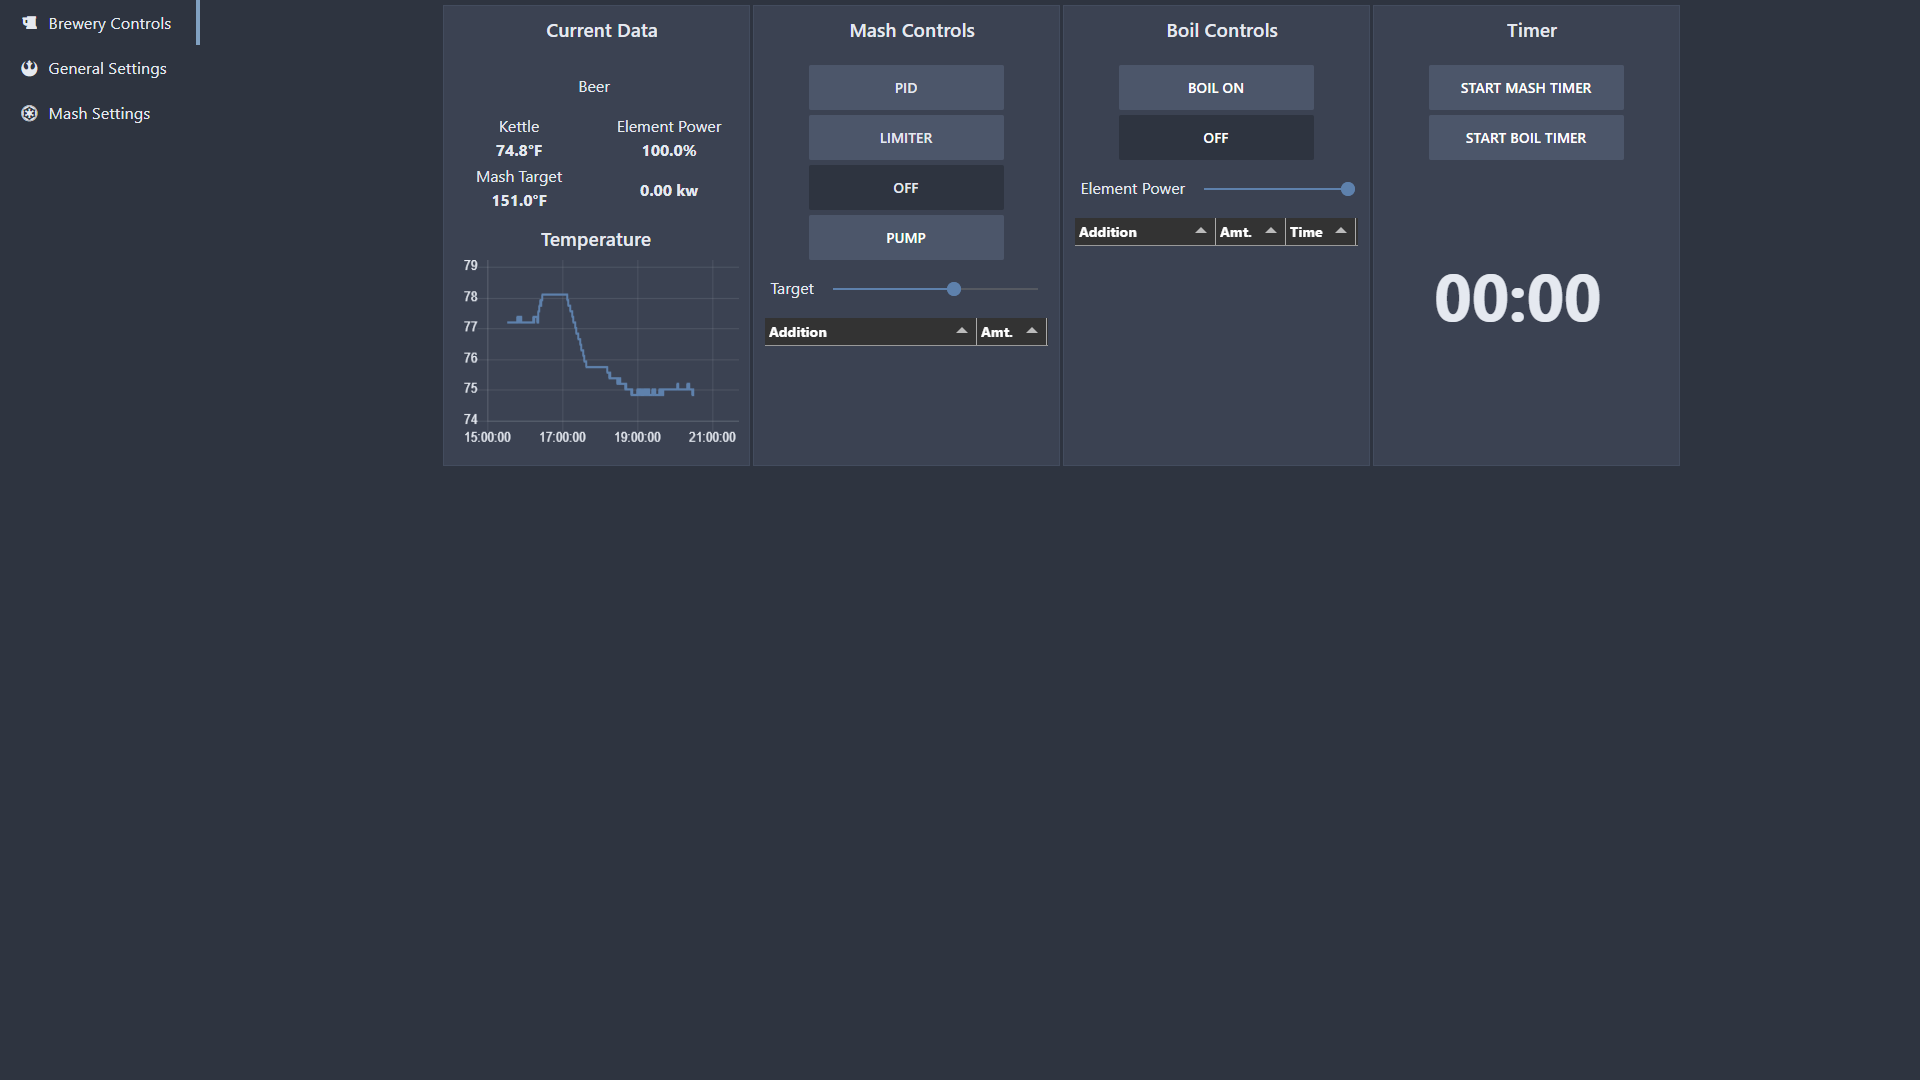 Brewery Controls
General Settings
Mash Settings
Current Data
Beer
Kettle
74.8°F
Element Power
100.0%
Mash Target
151.0°F
0.00 kw
Temperature
79
78
77
76
75
74
15:00:00 17:00:00 19:00:00 21:00:00
Mash Controls
PID
LIMITER
OFF
PUMP
Target
Addition Amt.
Boil Controls
BOIL ON
OFF
Element Power
Addition Amt. Time
Timer
START MASH TIMER
START BOIL TIMER
00:00